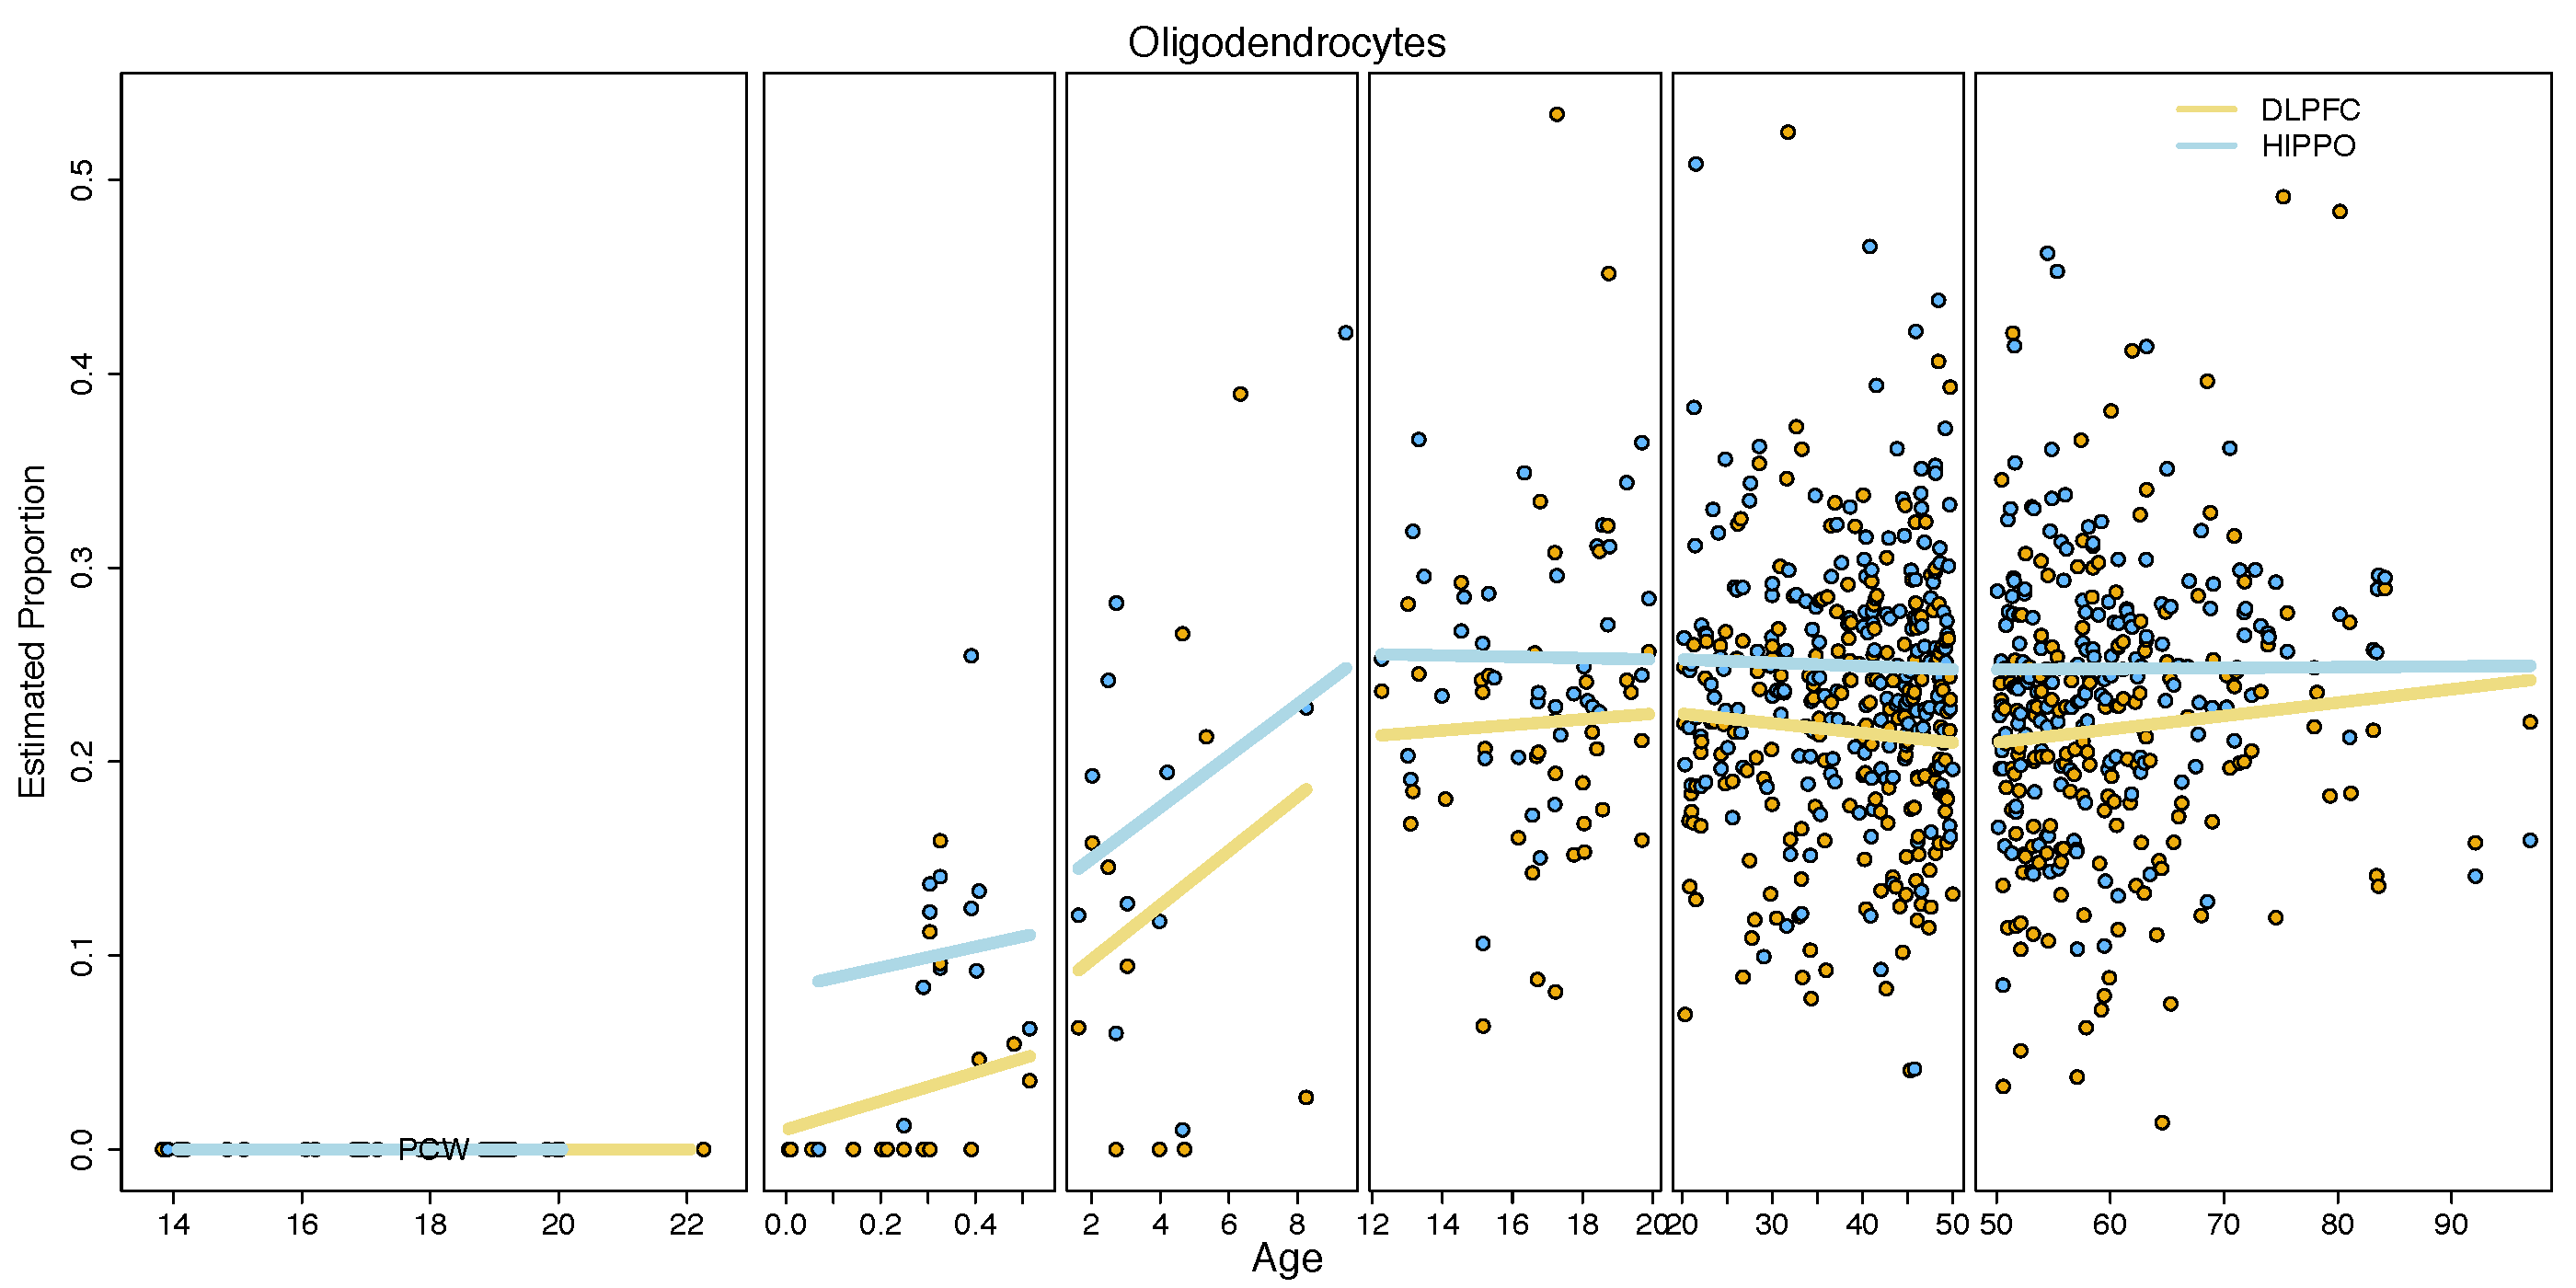 Oligodendrocytes
DLPFC
HIPPO
Estimated Proportion
0.5
0.4
0.3
0.2
0.1
0.0
PCW
14 16 18 20 22 0.0 0.2 0.4 2 4 6 8 12 14 16 18 20 20 30 40 50 50 60 70 80 90
Age